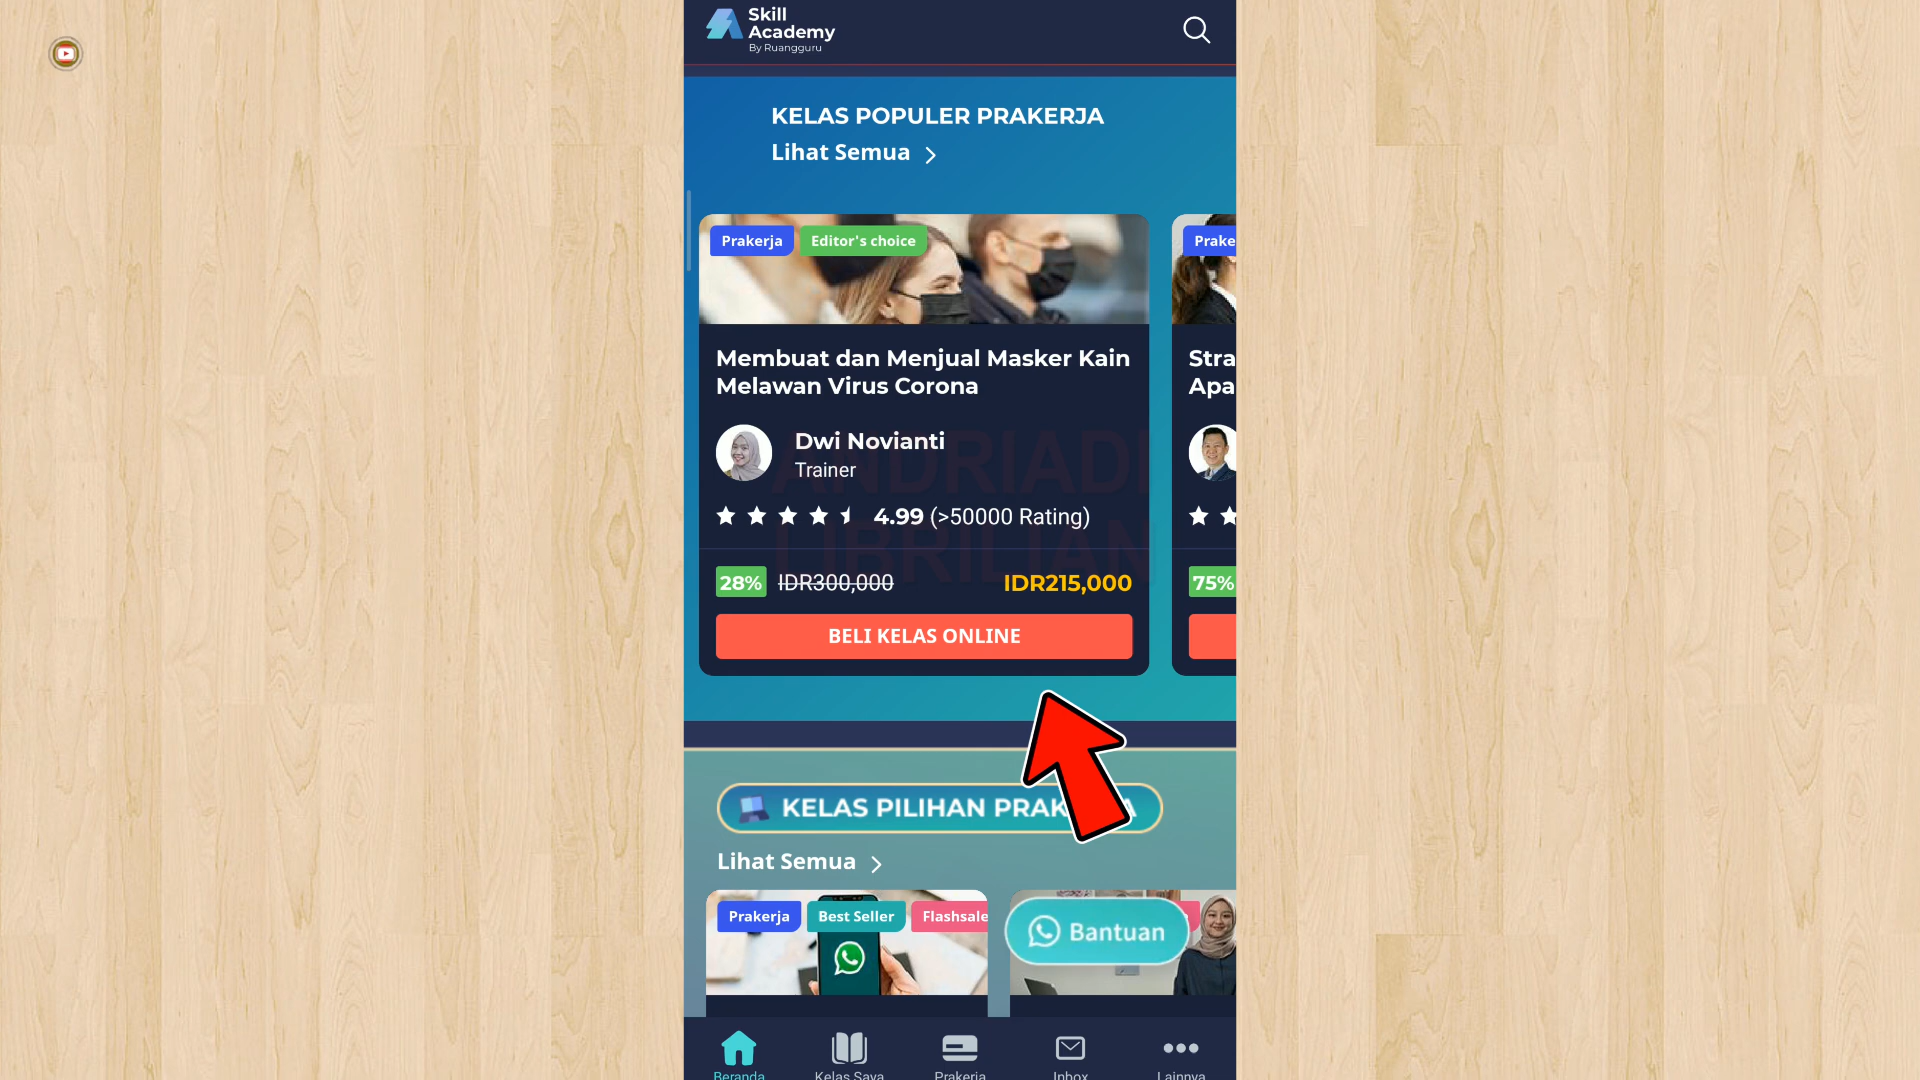 Skill
Academy
By Ruangguru
KELAS POPULER PRAKERJA
Lihat Semua
Prakerja
Editor's choice
Membuat dan Menjual Masker Kain
Melawan Virus Corona
Dwi Novianti
Trainer
4.99 (>50000 Rating)
28% IDR300,000 IDR215,000
BELI KELAS ONLINE
Prake
Stra
Apa
75%
ANDRIADI
LIBRILIAN
KELAS PILIHAN PRAK A
Lihat Semua
Prakerja
Best Seller
Flashsale
Bantuan
Beranda
Kelas Saya
Prakerja
Inbox
Lainnya